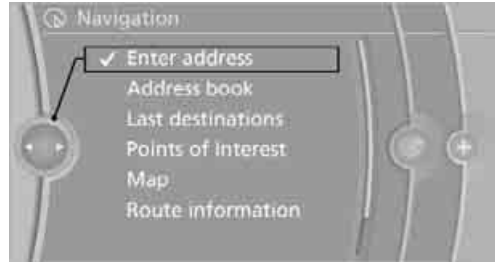 Navigation
Enter address
Address book
Last destinations
Points of Interest
Map
Route information